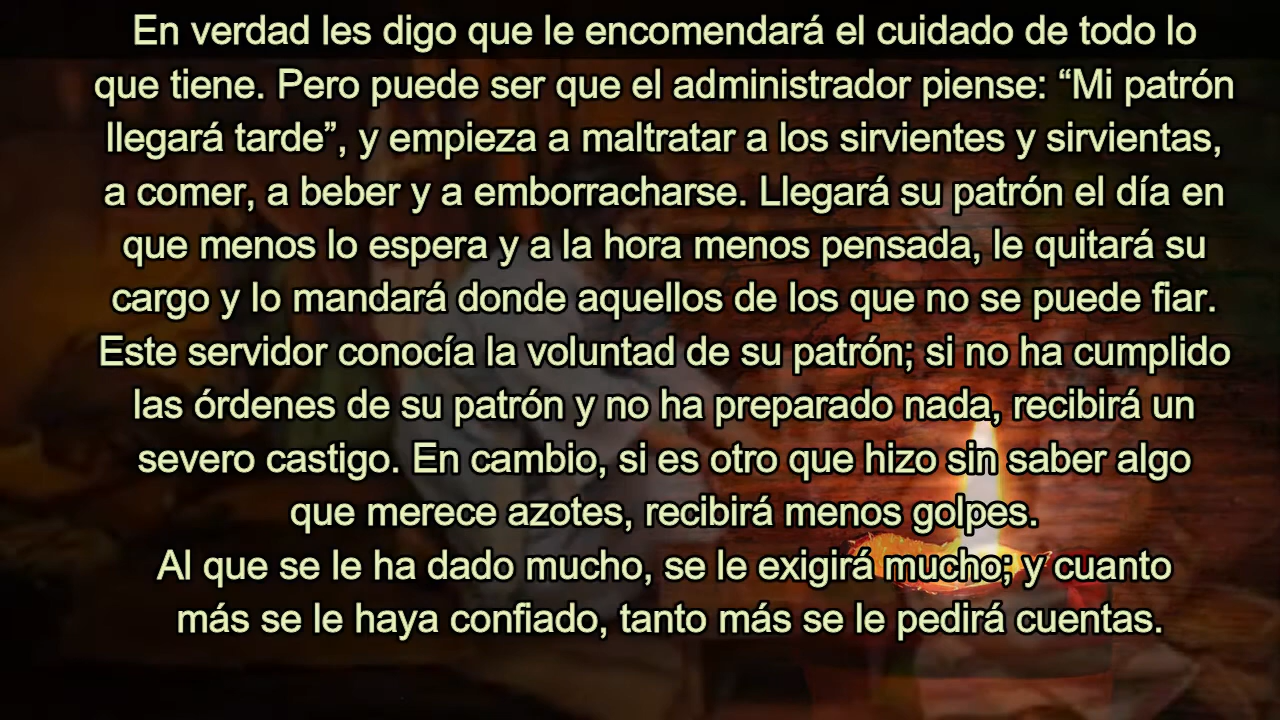 En verdad les digo que le encomendará el cuidado de todo lo
que tiene. Pero puede ser que el administrador piense: “Mi patrón
llegará tarde”, y empieza a maltratar a los sirvientes y sirvientas,
a comer, a beber y a emborracharse. Llegará su patrón el día en
que menos lo espera y a la hora menos pensada, le quitará su
cargo y lo mandará donde aquellos de los que no se puede fiar.
Este servidor conocía la voluntad de su patrón; si no ha cumplido
las órdenes de su patrón y no ha preparado nada, recibirá un
severo castigo. En cambio, si es otro que hizo sin saber algo
que merece azotes, recibirá menos golpes.
Al que se le ha dado mucho, se le exigirá mucho; y cuanto
más se le haya confiado, tanto más se le pedirá cuentas.